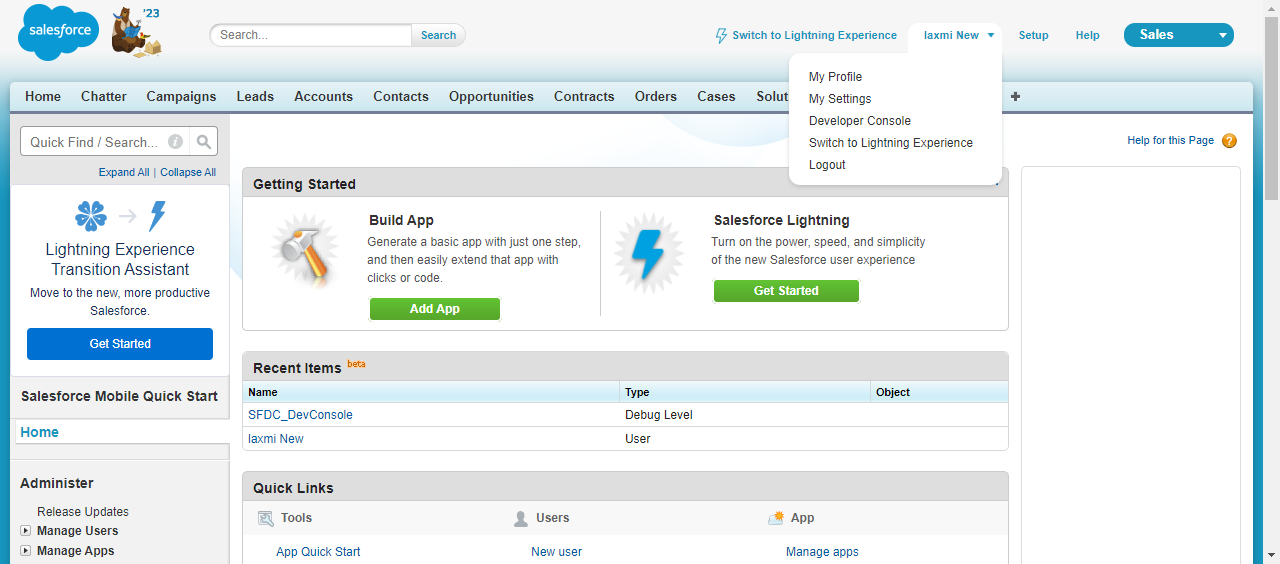 salesforce
'23
Search...
Search
Switch to Lightning Experience
laxmi New
Setup
Help
Sales
My Profile
My Settings
Developer Console
Switch to Lightning Experience
Logout
Home Chatter Campaigns Leads Accounts Contacts Opportunities Contracts Orders Cases Solut +
Quick Find / Search...
Expand All | Collapse All
Lightning Experience
Transition Assistant
Move to the new, more productive
Salesforce.
Get Started
Salesforce Mobile Quick Start
Home
Administer
Release Updates
Manage Users
Manage Apps
Help for this Page ?
Getting Started
Build App
Generate a basic app with just one step,
and then easily extend that app with
clicks or code.
Add App
Salesforce Lightning
Turn on the power, speed, and simplicity
of the new Salesforce user experience
Get Started
Recent Items beta
Name Type Object
SFDC_DevConsole Debug Level
laxmi New User
Quick Links
Tools Users App
App Quick Start New user Manage apps